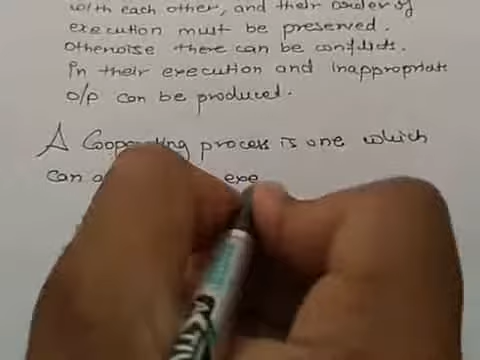 with each other, and their order of
execution must be preserved.
Otherwise there can be conflicts.
In their execution and inappropriate
o/p can be produced.
A Cooperating process is one which
can a exe